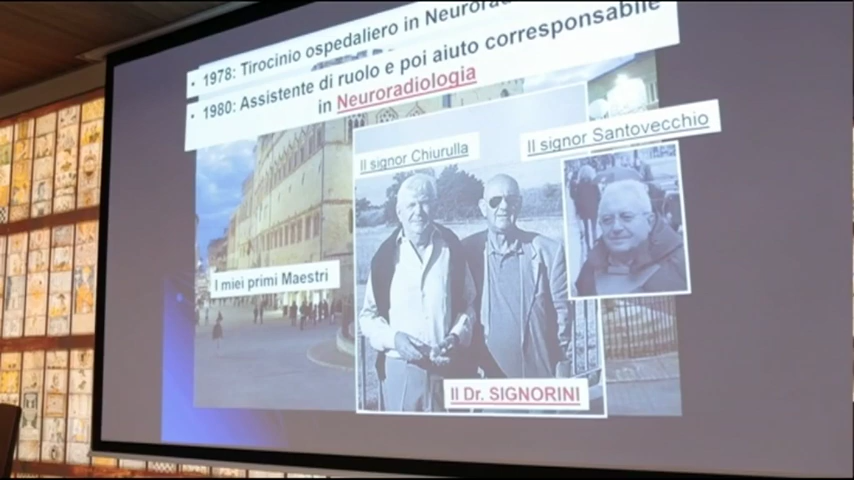 • 1978: Tirocinio ospedaliero in
• 1980: Assistente di ruolo e poi aiuto corresponsabile
in Neuroradiologia
Il signor Chiurulla
Il signor Santovecchio
I miei primi Maestri
Il Dr. SIGNORINI